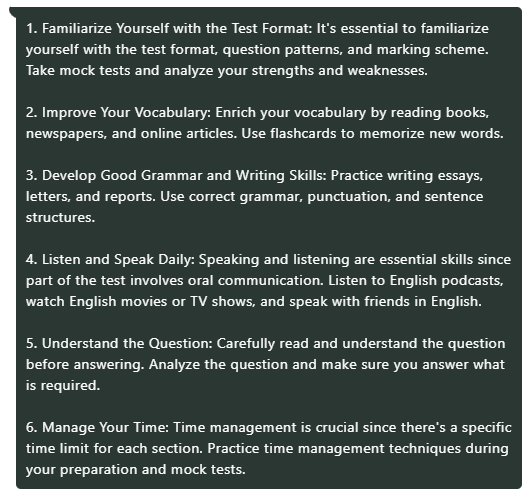 1. Familiarize Yourself with the Test Format: It's essential to familiarize
yourself with the test format, question patterns, and marking scheme.
Take mock tests and analyze your strengths and weaknesses.
2. Improve Your Vocabulary: Enrich your vocabulary by reading books,
newspapers, and online articles. Use flashcards to memorize new words.
3. Develop Good Grammar and Writing Skills: Practice writing essays,
letters, and reports. Use correct grammar, punctuation, and sentence
structures.
4. Listen and Speak Daily: Speaking and listening are essential skills since
part of the test involves oral communication. Listen to English podcasts,
watch English movies or TV shows, and speak with friends in English.
5. Understand the Question: Carefully read and understand the question
before answering. Analyze the question and make sure you answer what
is required.
6. Manage Your Time: Time management is crucial since there's a specific
time limit for each section. Practice time management techniques during
your preparation and mock tests.